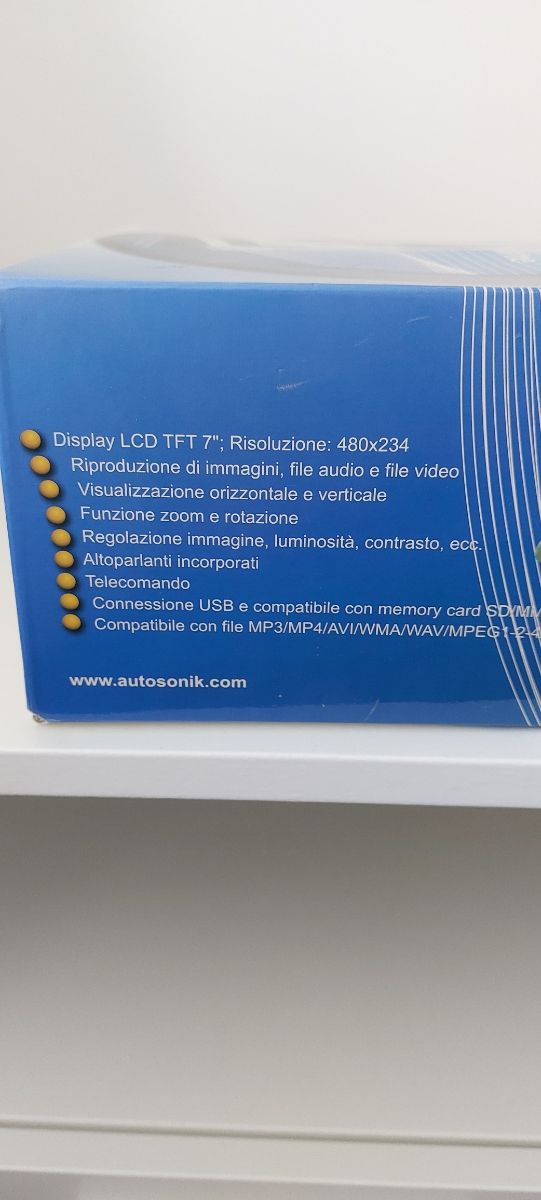 Display LCD TFT 7"; Risoluzione: 480x234
Riproduzione di immagini, file audio e file video
Visualizzazione orizzontale e verticale
Funzione zoom e rotazione
Regolazione immagine, luminosità, contrasto, ecc.
Altoparlanti incorporati
Telecomando
Connessione USB e compatibile con memory card
Compatibile con file MP3/MP4/AVI/WMA/WAV/MPEG1-2-4
www.autosonik.com